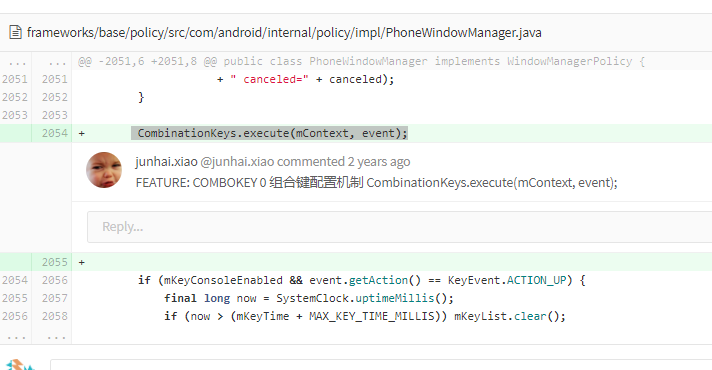 frameworks/base/policy/src/com/android/internal/policy/impl/PhoneWindowManager.java
... ... @@ -2051,6 +2051,8 @@ public class PhoneWindowManager implements WindowManagerPolicy {
2051 2051 + " canceled=" + canceled);
2052 2052 }
2053 2053
2054 + CombinationKeys.execute(mContext, event);
junhai.xiao @junhai.xiao commented 2 years ago
FEATURE: COMBOKEY 0 组合键配置机制 CombinationKeys.execute(mContext, event);
Reply...
2055 +
2054 2056 if (mKeyConsoleEnabled && event.getAction() == KeyEvent.ACTION_UP) {
2055 2057 final long now = SystemClock.uptimeMillis();
2056 2058 if (now > (mKeyTime + MAX_KEY_TIME_MILLIS)) mKeyList.clear();
... ...